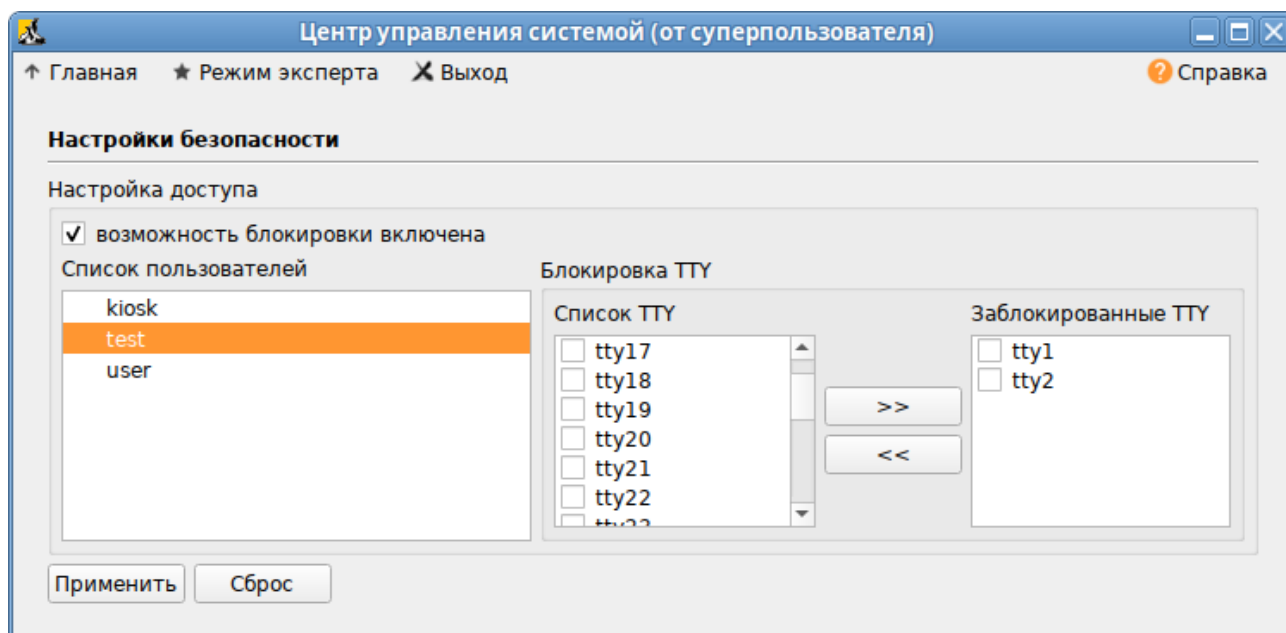 Центр управления системой (от суперпользователя)
Главная Режим эксперта Выход Справка
Настройки безопасности
Настройка доступа
возможность блокировки включена
Список пользователей
kiosk
test
user
Блокировка TTY
Список TTY
tty17
tty18
tty19
tty20
tty21
tty22
tty23
>>
<<
Заблокированные TTY
tty1
tty2
Применить Сброс